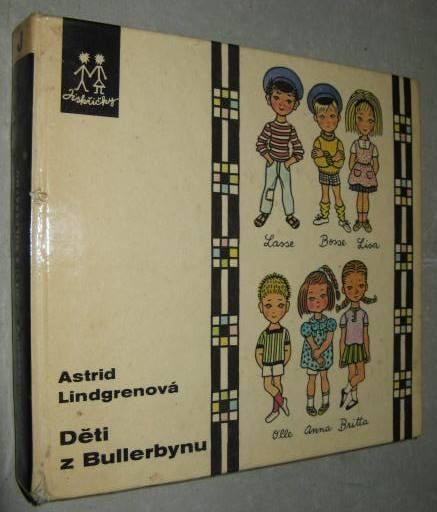 Jiskřičky
Lasse Bosse Lisa
Olle Anna Britta
Astrid
Lindgrenová
Děti
z Bullerbynu